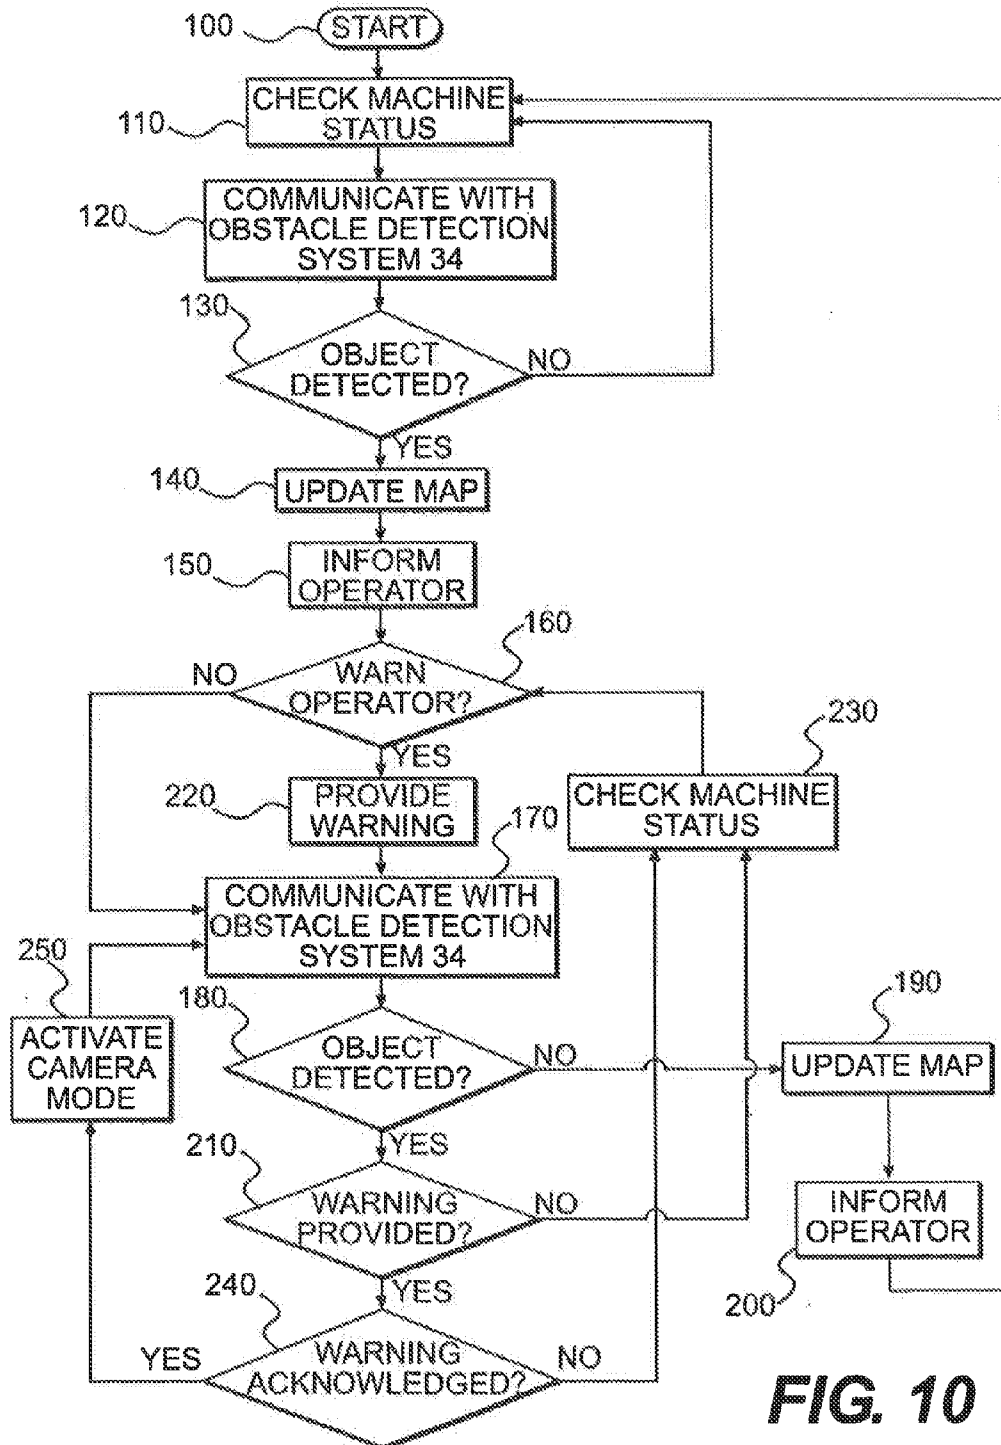 100 START
CHECK MACHINE
STATUS
110
COMMUNICATE WITH
OBSTACLE DETECTION
SYSTEM 34
120
130
OBJECT
DETECTED?
NO
YES
140 UPDATE MAP
150
INFORM
OPERATOR
160
NO
WARN
OPERATOR?
YES
230
CHECK MACHINE
STATUS
220
PROVIDE
WARNING
170
COMMUNICATE WITH
OBSTACLE DETECTION
SYSTEM 34
250
ACTIVATE
CAMERA
MODE
180
OBJECT
DETECTED?
NO
190
UPDATE MAP
YES
210
WARNING
PROVIDED?
NO
INFORM
OPERATOR
200
YES
240
YES
WARNING
ACKNOWLEDGED?
NO
FIG. 10